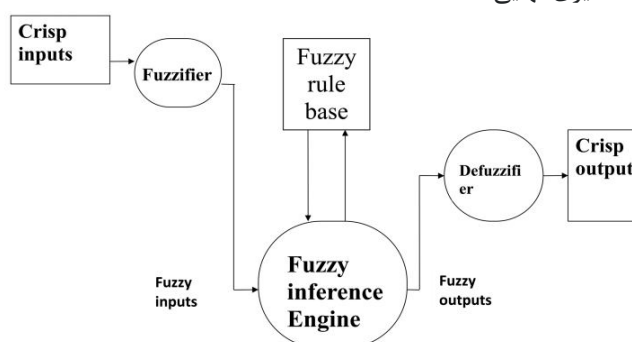 Crisp
inputs
Fuzzifier
Fuzzy
rule
base
Defuzzifi
er
Crisp
output
Fuzzy
inputs
Fuzzy
inference
Engine
Fuzzy
outputs